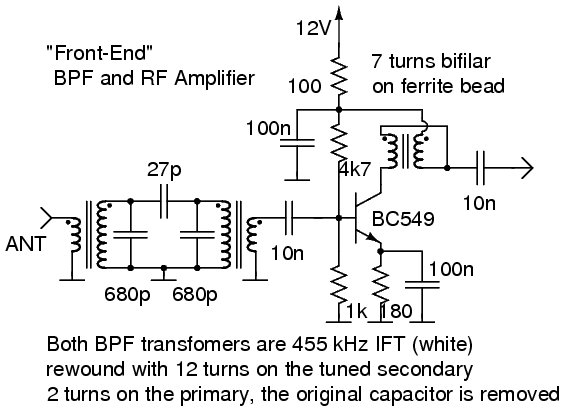 12V
"Front-End"
BPF and RF Amplifier
100
7 turns bifilar
on ferrite bead
100n
4k7
27p
10n
BC549
ANT
10n
100n
680p 680p
1k 180
Both BPF transfomers are 455 kHz IFT (white)
rewound with 12 turns on the tuned secondary
2 turns on the primary, the original capacitor is removed